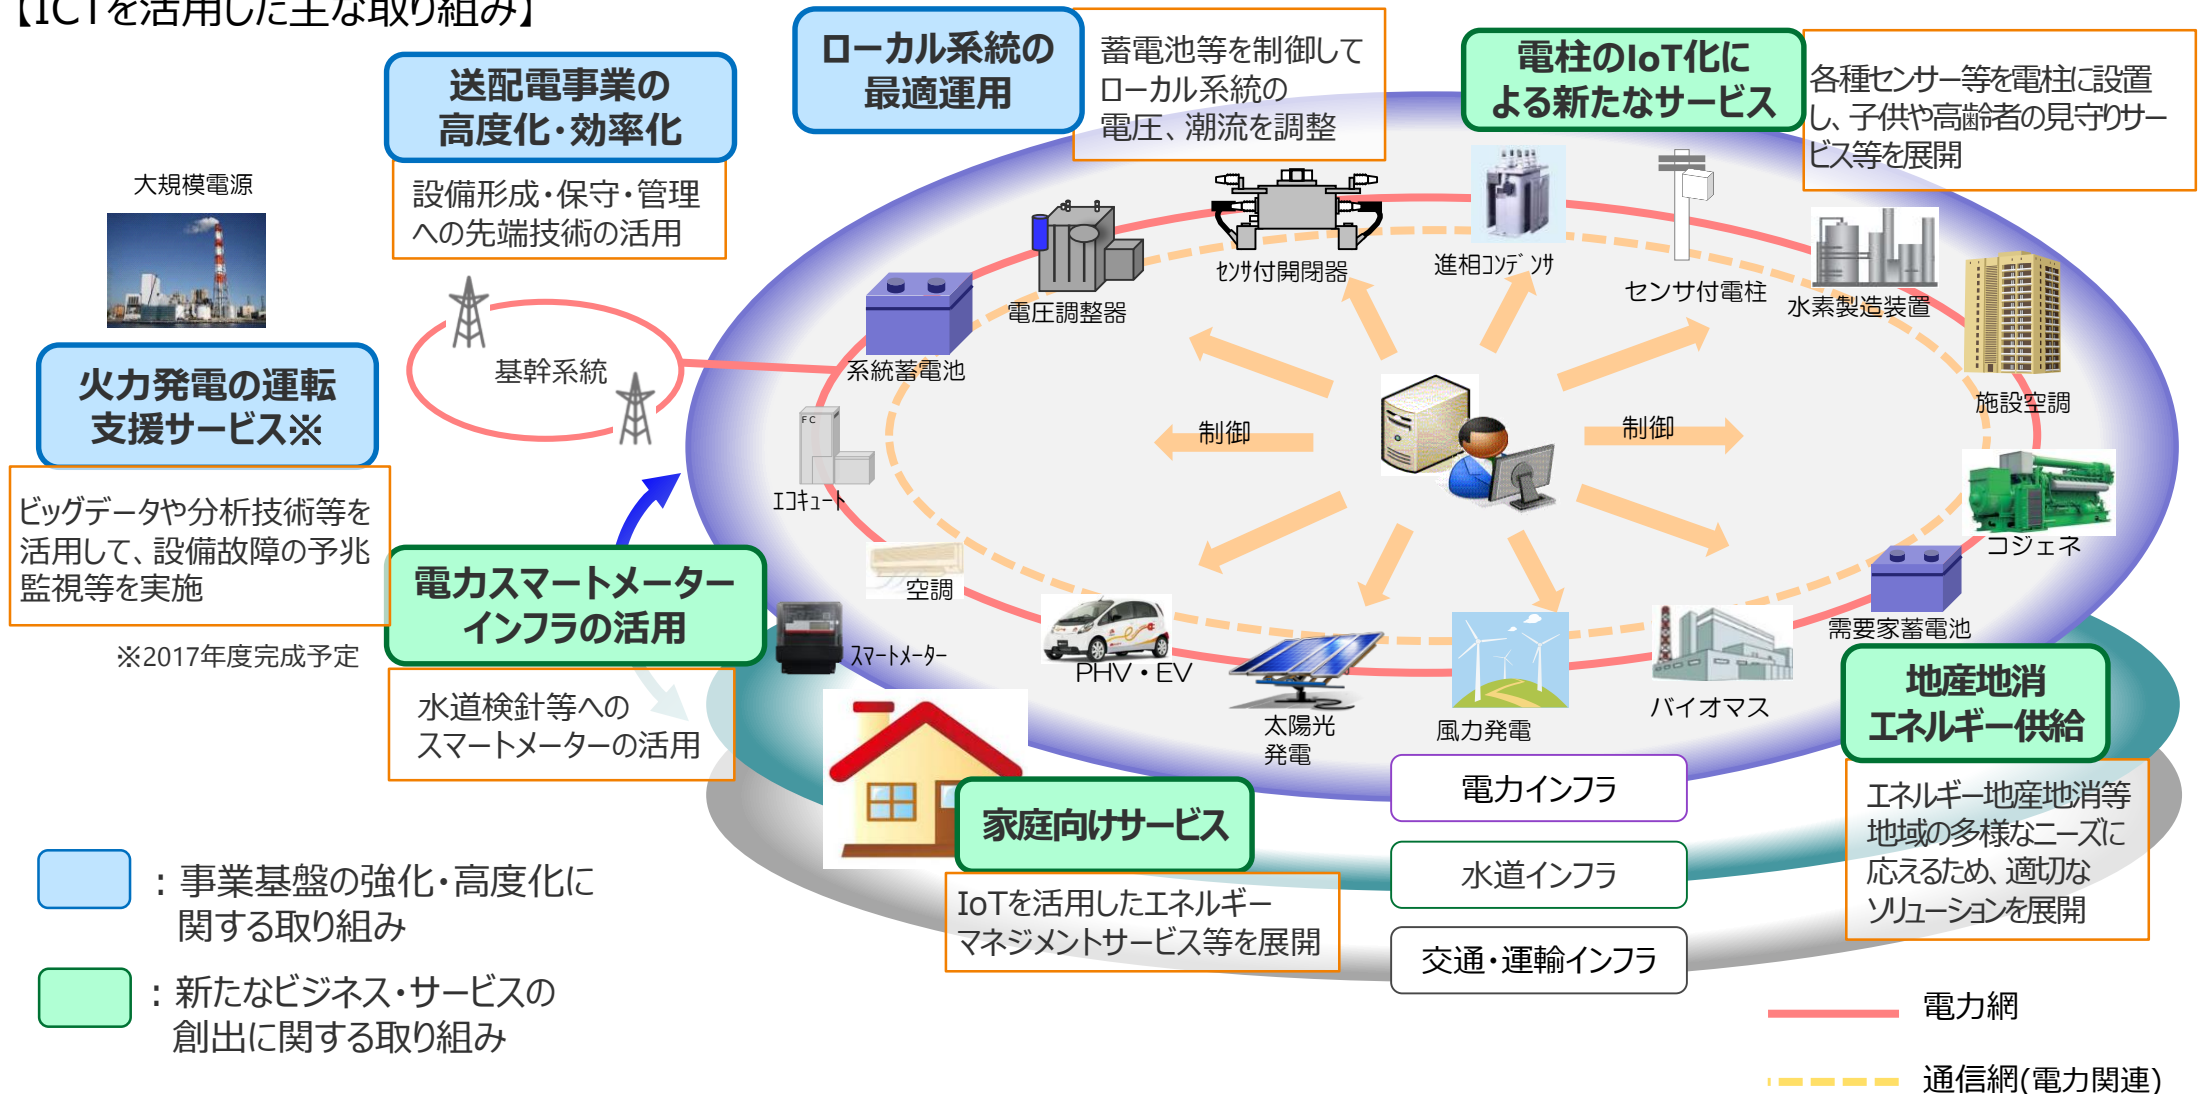 【ICTを活用した主な取り組み】
送配電事業の
高度化・効率化
設備形成・保守・管理
への先端技術の活用
ローカル系統の
最適運用
蓄電池等を制御して
ローカル系統の
電圧、潮流を調整
電柱のIoT化に
よる新たなサービス
各種センサー等を電柱に設置
し、子供や高齢者の見守りサー
ビス等を展開
大規模電源
火力発電の運転
支援サービス※
ビッグデータや分析技術等を
活用して、設備故障の予兆
監視等を実施
※2017年度完成予定
基幹系統
電力スマートメーター
インフラの活用
水道検針等への
スマートメーターの活用
系統蓄電池
電圧調整器
ｾﾝｻ付開閉器
進相ｺﾝﾃﾞﾝｻ
センサ付電柱
水素製造装置
施設空調
コジェネ
需要家蓄電池
バイオマス
風力発電
太陽光
発電
PHV・EV
空調
ｽﾏｰﾄﾒｰﾀｰ
FC
ｴｺｷｭｰﾄ
制御
制御
地産地消
エネルギー供給
エネルギー地産地消等
地域の多様なニーズに
応えるため、適切な
ソリューションを展開
家庭向けサービス
IoTを活用したエネルギー
マネジメントサービス等を展開
電力インフラ
水道インフラ
交通・運輸インフラ
：事業基盤の強化・高度化に
関する取り組み
：新たなビジネス・サービスの
創出に関する取り組み
電力網
通信網(電力関連)